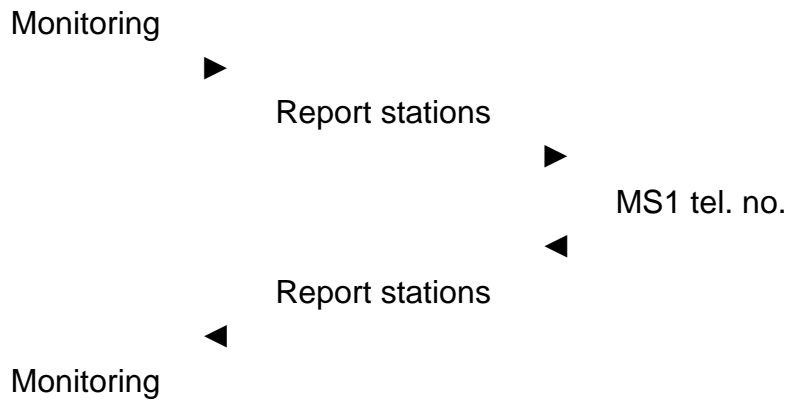 Monitoring
►
Report stations
►
MS1 tel. no.
◄
Report stations
◄
Monitoring